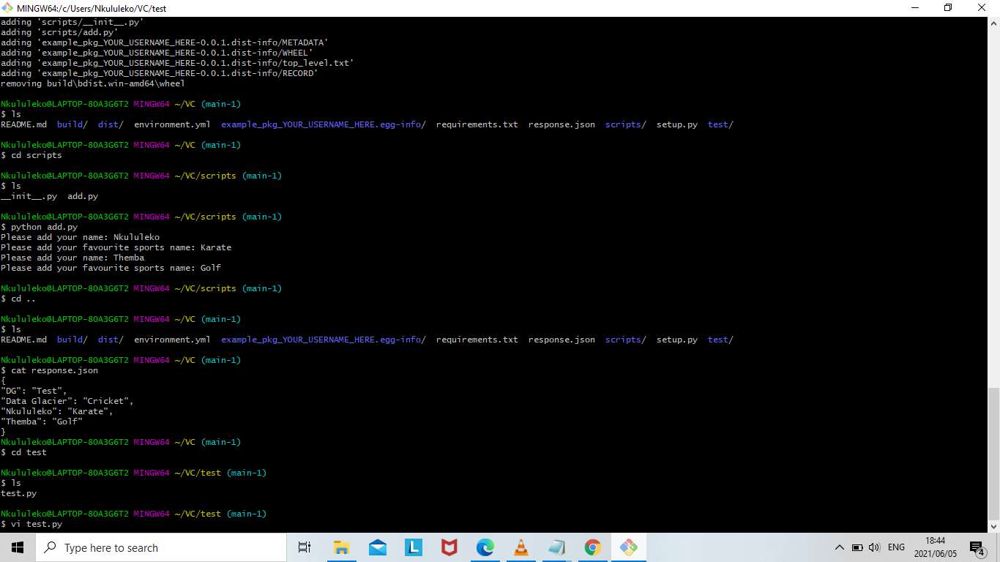 MINGW64:/c/Users/Nkululeko/VC/test
adding 'scripts/__init__.py'
adding 'scripts/add.py'
adding 'example_pkg_YOUR_USERNAME_HERE-0.0.1.dist-info/METADATA'
adding 'example_pkg_YOUR_USERNAME_HERE-0.0.1.dist-info/WHEEL'
adding 'example_pkg_YOUR_USERNAME_HERE-0.0.1.dist-info/top_level.txt'
adding 'example_pkg_YOUR_USERNAME_HERE-0.0.1.dist-info/RECORD'
removing build\bdist.win-amd64\wheel
Nkululeko@LAPTOP-80A3G6T2 MINGW64 ~/VC (main-1)
$ ls
README.md build/ dist/ environment.yml example_pkg_YOUR_USERNAME_HERE.egg-info/ requirements.txt response.json scripts/ setup.py test/
Nkululeko@LAPTOP-80A3G6T2 MINGW64 ~/VC (main-1)
$ cd scripts
Nkululeko@LAPTOP-80A3G6T2 MINGW64 ~/VC/scripts (main-1)
$ ls
__init__.py add.py
Nkululeko@LAPTOP-80A3G6T2 MINGW64 ~/VC/scripts (main-1)
$ python add.py
Please add your name: Nkululeko
Please add your favourite sports name: Karate
Please add your name: Themba
Please add your favourite sports name: Golf
Nkululeko@LAPTOP-80A3G6T2 MINGW64 ~/VC/scripts (main-1)
$ cd ..
Nkululeko@LAPTOP-80A3G6T2 MINGW64 ~/VC (main-1)
$ ls
README.md build/ dist/ environment.yml example_pkg_YOUR_USERNAME_HERE.egg-info/ requirements.txt response.json scripts/ setup.py test/
Nkululeko@LAPTOP-80A3G6T2 MINGW64 ~/VC (main-1)
$ cat response.json
{
"DG": "Test",
"Data Glacier": "Cricket",
"Nkululeko": "Karate",
"Themba": "Golf"
}
Nkululeko@LAPTOP-80A3G6T2 MINGW64 ~/VC (main-1)
$ cd test
Nkululeko@LAPTOP-80A3G6T2 MINGW64 ~/VC/test (main-1)
$ ls
test.py
Nkululeko@LAPTOP-80A3G6T2 MINGW64 ~/VC/test (main-1)
$ vi test.py
Type here to search
L
ENG
18:44
2021/06/05
4